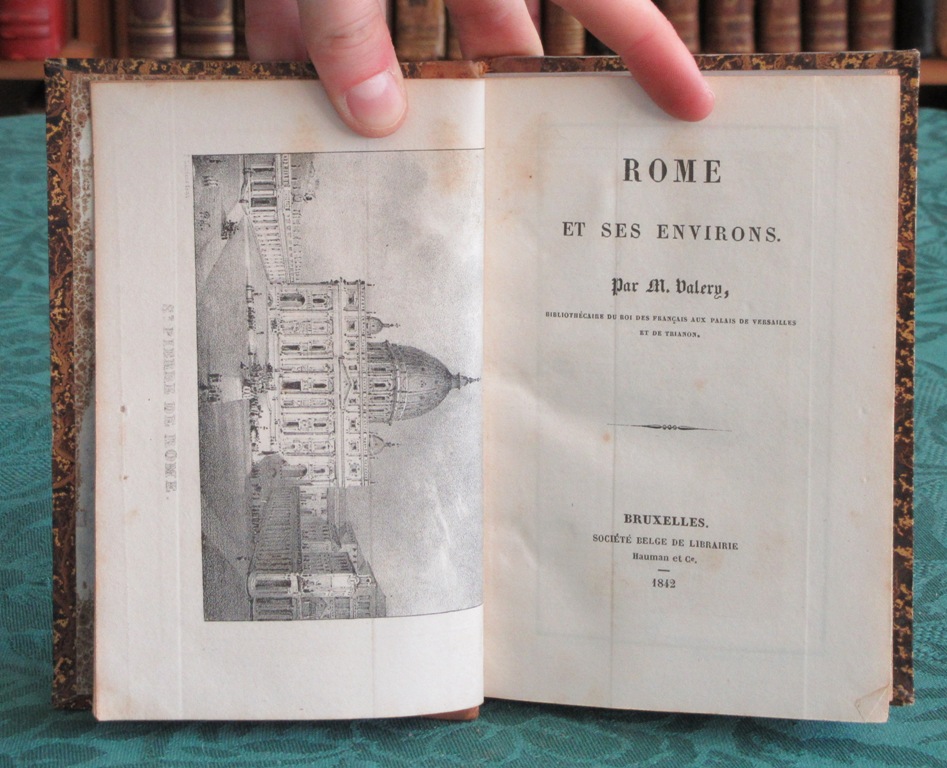 St PIERRE DE ROME.
ROME
ET SES ENVIRONS.
Par M. Valery,
BIBLIOTHÉCAIRE DU ROI DES FRANÇAIS AUX PALAIS DE VERSAILLES
ET DE TRIANON.
BRUXELLES.
SOCIÉTÉ BELGE DE LIBRAIRIE
Hauman et Ce.
1842